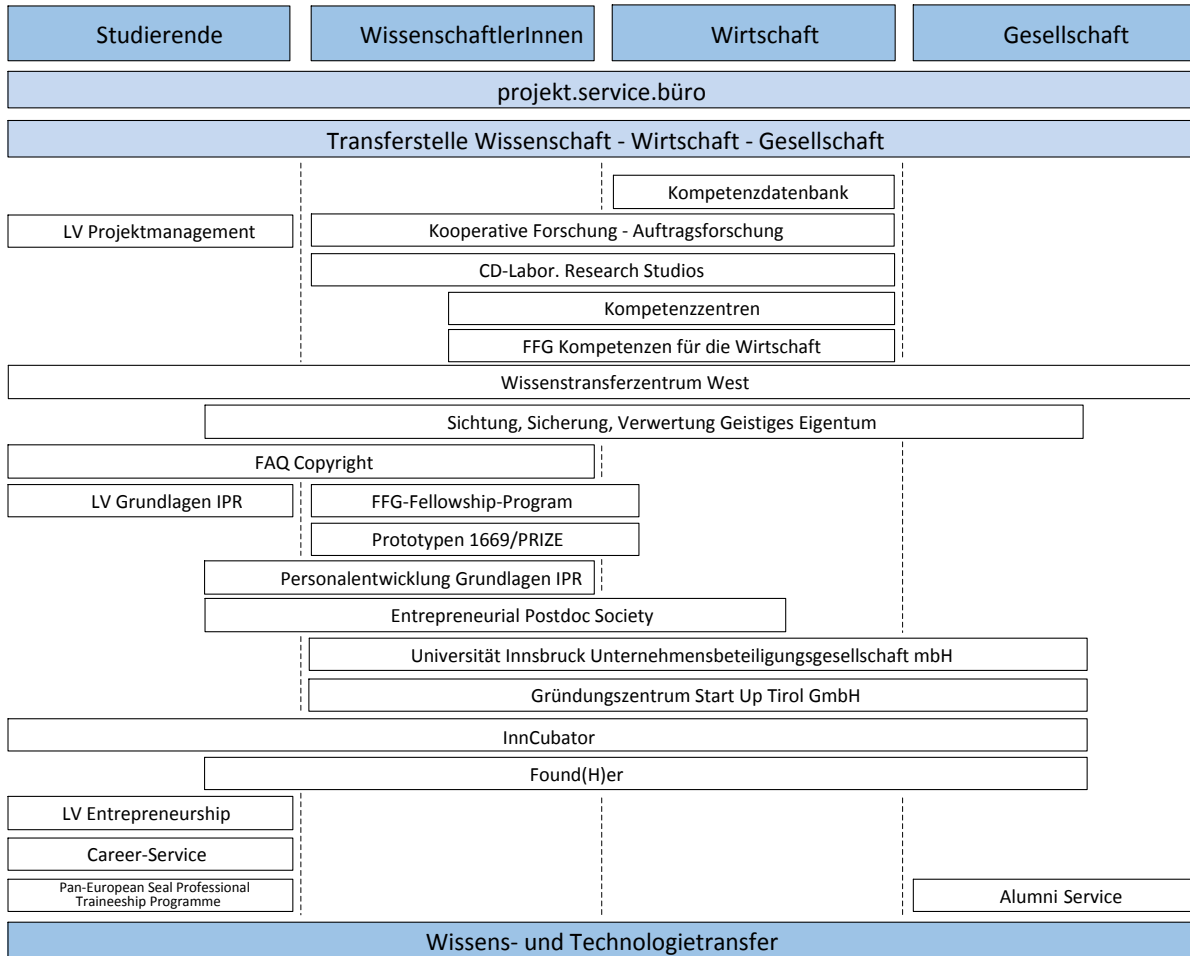 Studierende
WissenschaftlerInnen
Wirtschaft
Gesellschaft
projekt.service.büro
Transferstelle Wissenschaft - Wirtschaft - Gesellschaft
Kompetenzdatenbank
LV Projektmanagement
Kooperative Forschung - Auftragsforschung
CD-Labor. Research Studios
Kompetenzzentren
FFG Kompetenzen für die Wirtschaft
Wissenstransferzentrum West
Sichtung, Sicherung, Verwertung Geistiges Eigentum
FAQ Copyright
LV Grundlagen IPR
FFG-Fellowship-Program
Prototypen 1669/PRIZE
Personalentwicklung Grundlagen IPR
Entrepreneurial Postdoc Society
Universität Innsbruck Unternehmensbeteiligungsgesellschaft mbH
Gründungszentrum Start Up Tirol GmbH
InnCubator
Found(H)er
LV Entrepreneurship
Career-Service
Pan-European Seal Professional
Traineeship Programme
Alumni Service
Wissens- und Technologietransfer